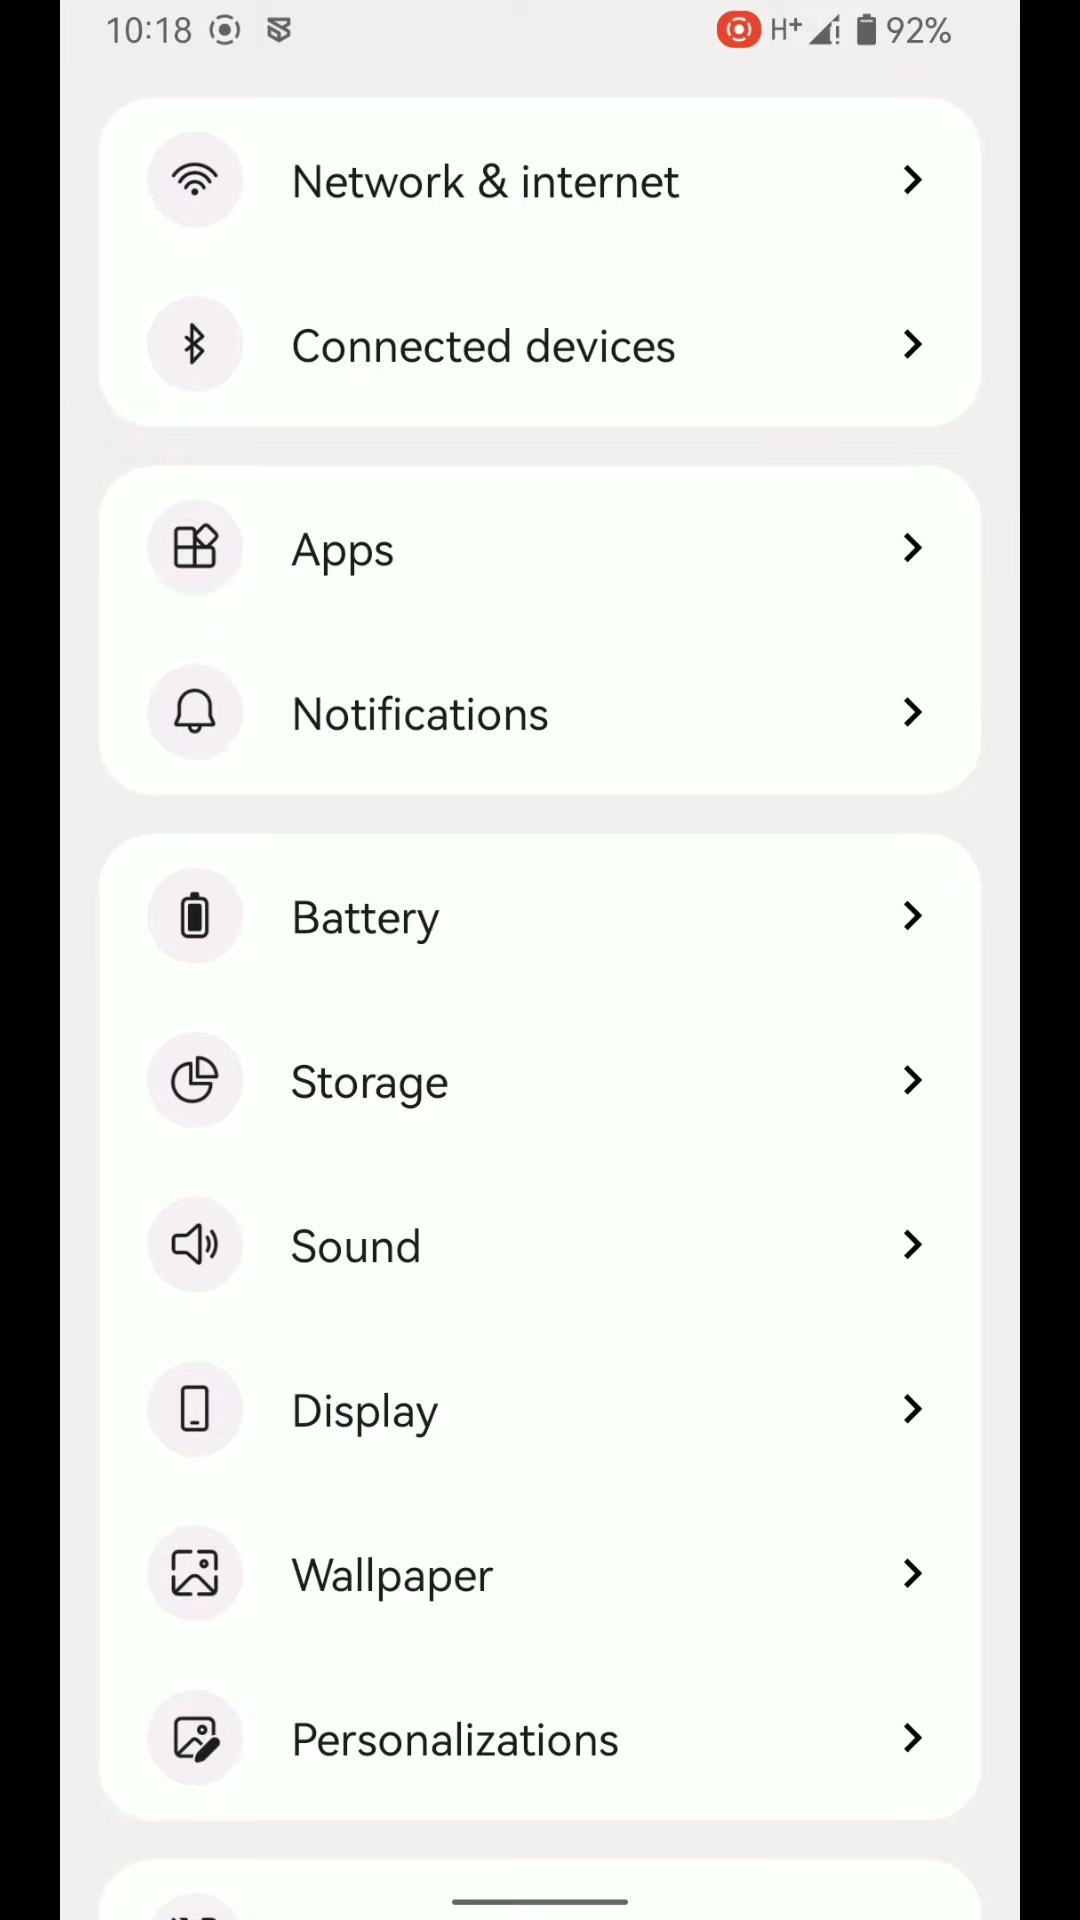 10:18 H+ 92%
Network & internet
Connected devices
Apps
Notifications
Battery
Storage
Sound
Display
Wallpaper
Personalizations